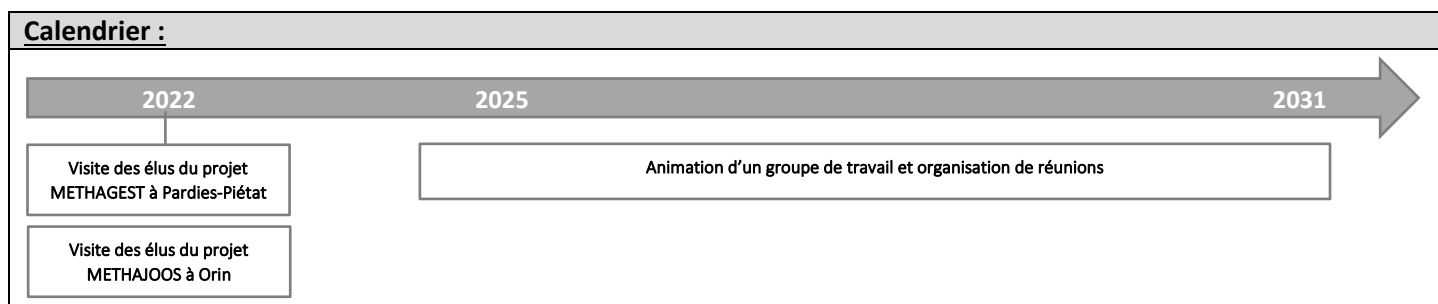 Calendrier :
2022 2025 2031
Visite des élus du projet
METHAGEST à Pardies-Piétat
Animation d'un groupe de travail et organisation de réunions
Visite des élus du projet
METHAJOOS à Orin